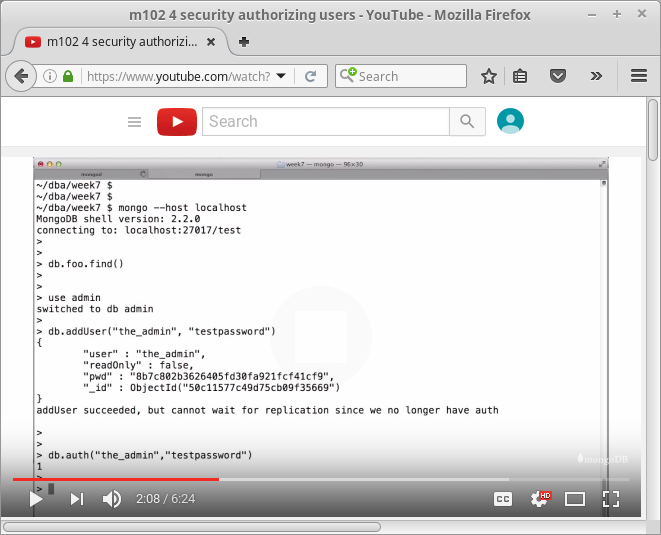 m102 4 security authorizing users - YouTube - Mozilla Firefox
m102 4 security authorizi...
https://www.youtube.com/watch?
Search
Search
week7 — mongo — 96×30
mongod
mongo
~/dba/week7 $
~/dba/week7 $
~/dba/week7 $ mongo --host localhost
MongoDB shell version: 2.2.0
connecting to: localhost:27017/test
>
>
> db.foo.find()
>
>
> use admin
switched to db admin
>
> db.addUser("the_admin", "testpassword")
{
"user" : "the_admin",
"readOnly" : false,
"pwd" : "8b7c802b3626405fd30fa921fcf41cf9",
"_id" : ObjectId("50c11577c49d75cb09f35669")
}
addUser succeeded, but cannot wait for replication since we no longer have auth
>
>
> db.auth("the_admin","testpassword")
1
>
>
mongoDB
2:08 / 6:24
CC
HD